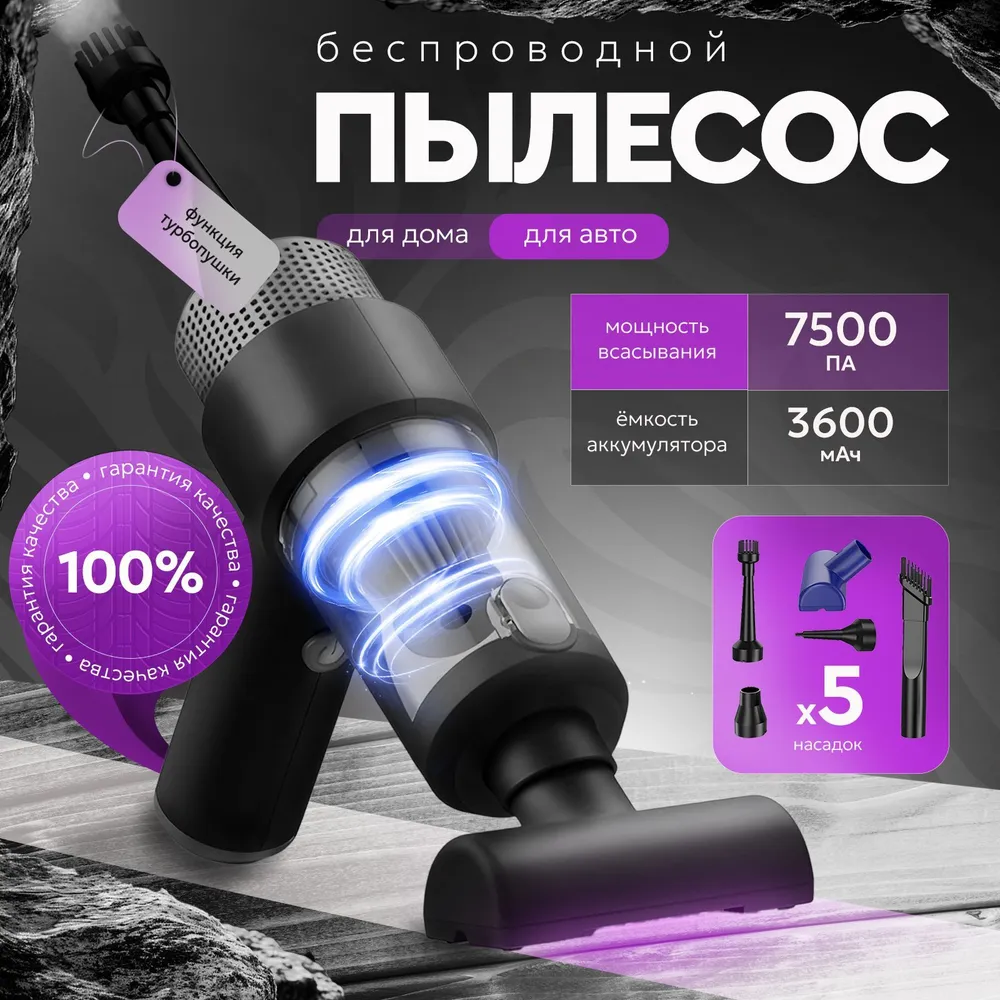 беспроводной
ПЫЛЕСОС
для дома
для авто
функция
турбопушки
мощность
всасывания
7500
ПА
ёмкость
аккумулятора
3600
мАч
гарантия качества • гарантия качества • гарантия качества •
100%
x5
насадок